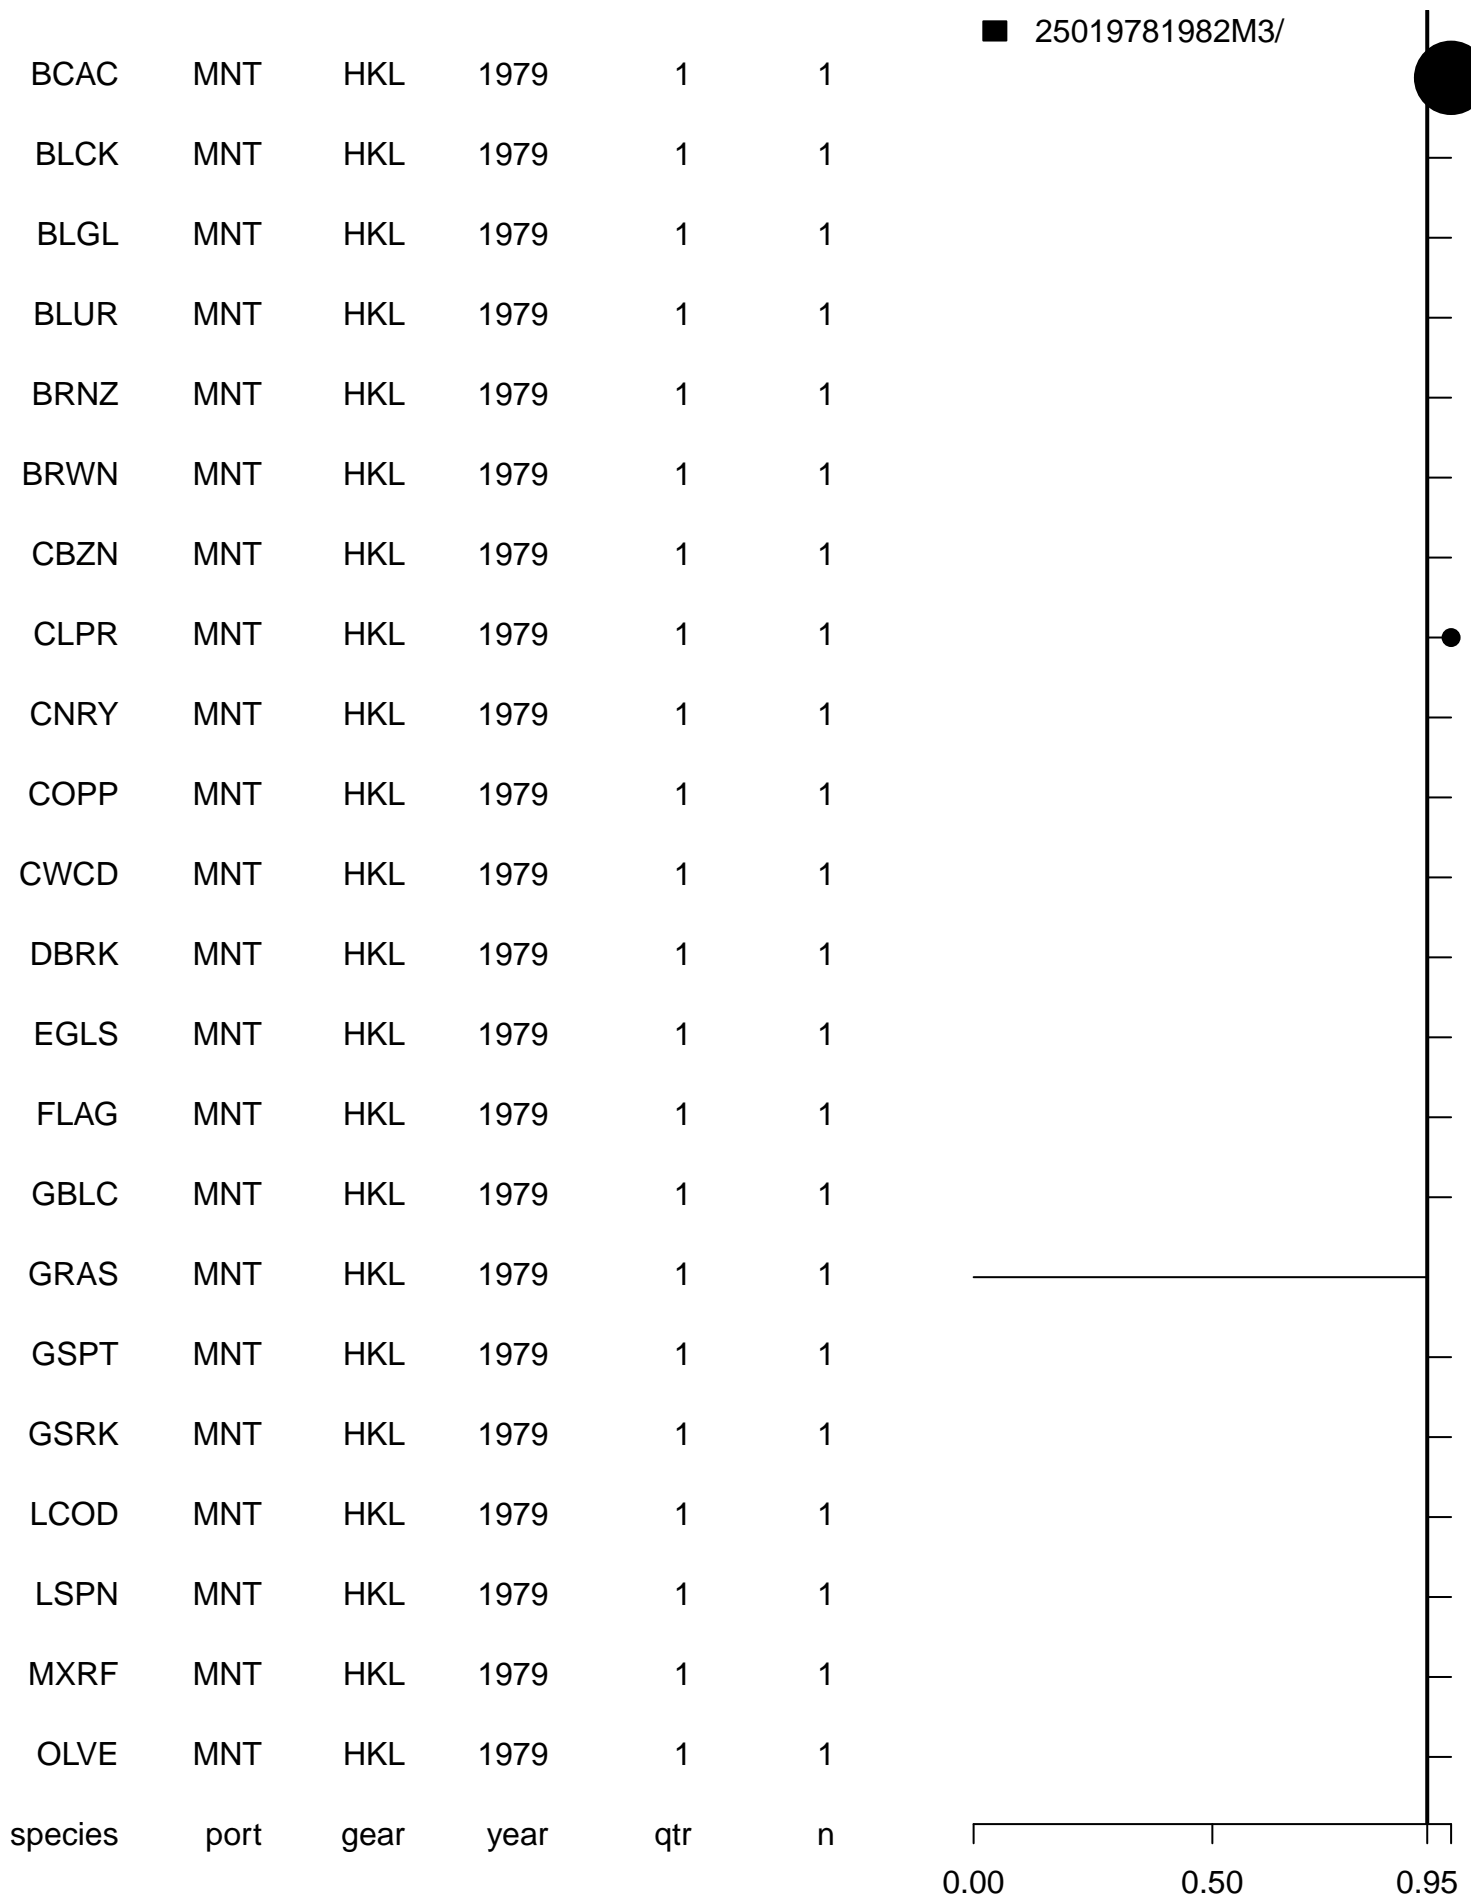 25019781982M3/
BCAC MNT HKL 1979 1 1
BLCK MNT HKL 1979 1 1
BLGL MNT HKL 1979 1 1
BLUR MNT HKL 1979 1 1
BRNZ MNT HKL 1979 1 1
BRWN MNT HKL 1979 1 1
CBZN MNT HKL 1979 1 1
CLPR MNT HKL 1979 1 1
CNRY MNT HKL 1979 1 1
COPP MNT HKL 1979 1 1
CWCD MNT HKL 1979 1 1
DBRK MNT HKL 1979 1 1
EGLS MNT HKL 1979 1 1
FLAG MNT HKL 1979 1 1
GBLC MNT HKL 1979 1 1
GRAS MNT HKL 1979 1 1
GSPT MNT HKL 1979 1 1
GSRK MNT HKL 1979 1 1
LCOD MNT HKL 1979 1 1
LSPN MNT HKL 1979 1 1
MXRF MNT HKL 1979 1 1
OLVE MNT HKL 1979 1 1
species port gear year qtr n
0.00 0.50 0.95